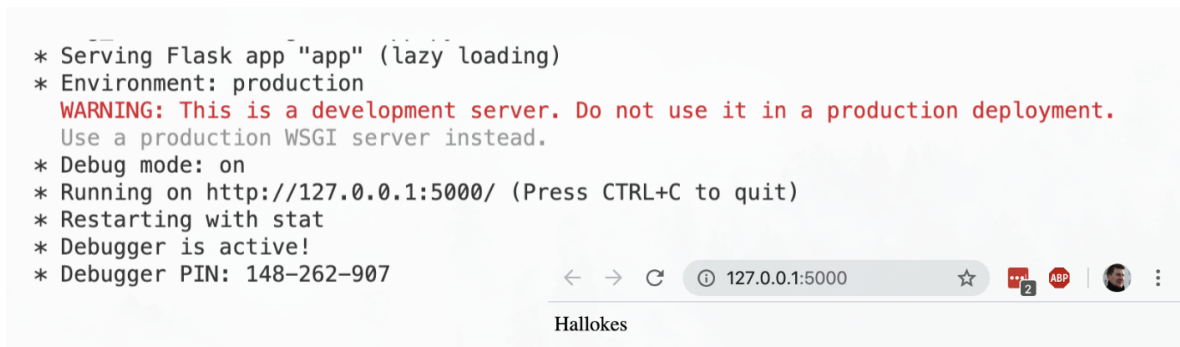 * Serving Flask app "app" (lazy loading)
* Environment: production
WARNING: This is a development server. Do not use it in a production deployment.
Use a production WSGI server instead.
* Debug mode: on
* Running on http://127.0.0.1:5000/ (Press CTRL+C to quit)
* Restarting with stat
* Debugger is active!
* Debugger PIN: 148-262-907
127.0.0.1:5000
2
ABP
Hallokes